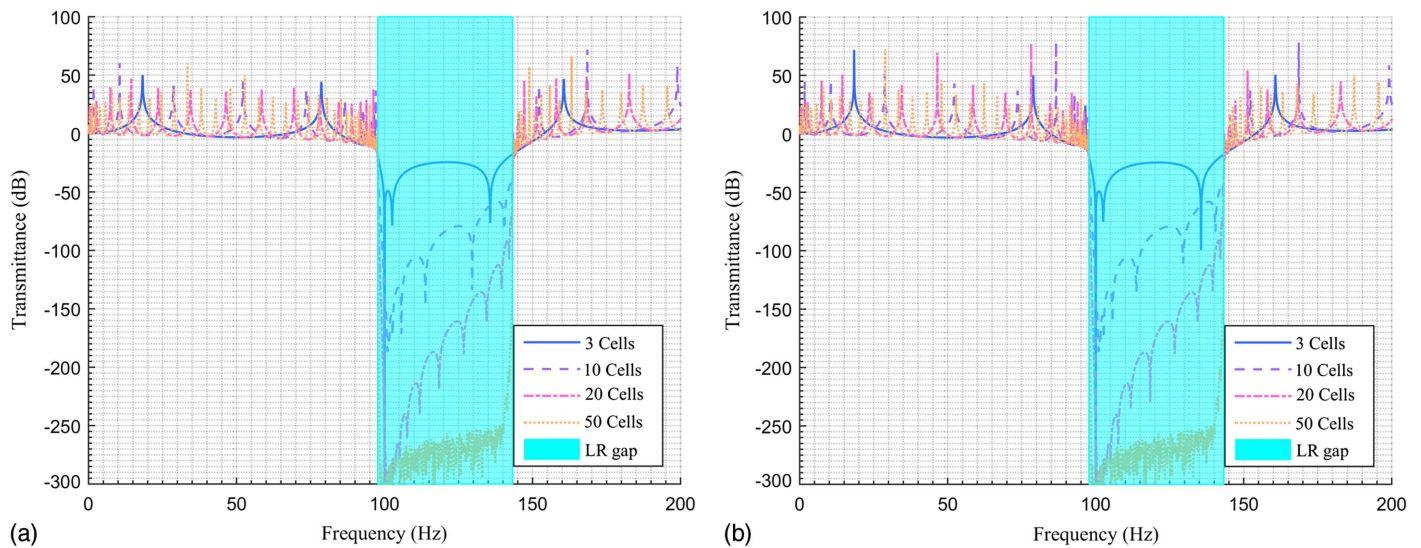 100
50
0
-50
-100
-150
-200
-250
-300
Transmittance (dB)
0
50
100
150
200
Frequency (Hz)
3 Cells
10 Cells
20 Cells
50 Cells
LR gap
(a)
100
50
0
-50
-100
-150
-200
-250
-300
Transmittance (dB)
0
50
100
150
200
Frequency (Hz)
3 Cells
10 Cells
20 Cells
50 Cells
LR gap
(b)